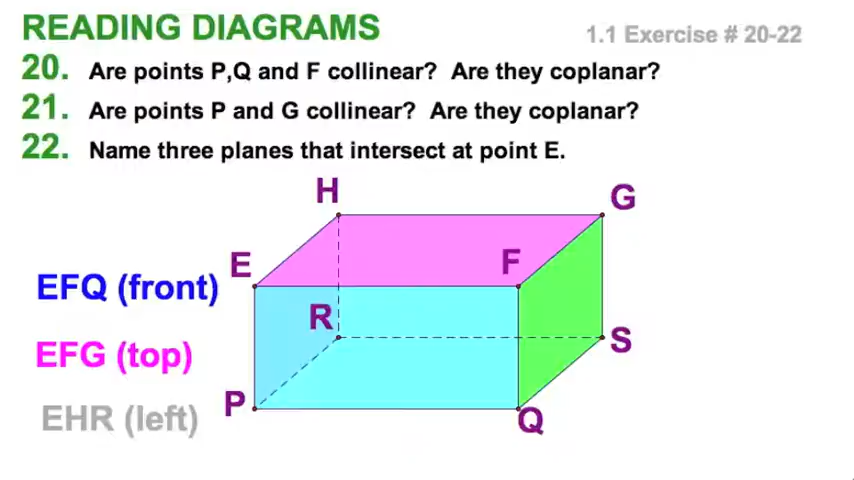 READING DIAGRAMS
1.1 Exercise # 20-22
20. Are points P,Q and F collinear? Are they coplanar?
21. Are points P and G collinear? Are they coplanar?
22. Name three planes that intersect at point E.
H
G
E
F
EFQ (front)
R
S
EFG (top)
P
Q
EHR (left)